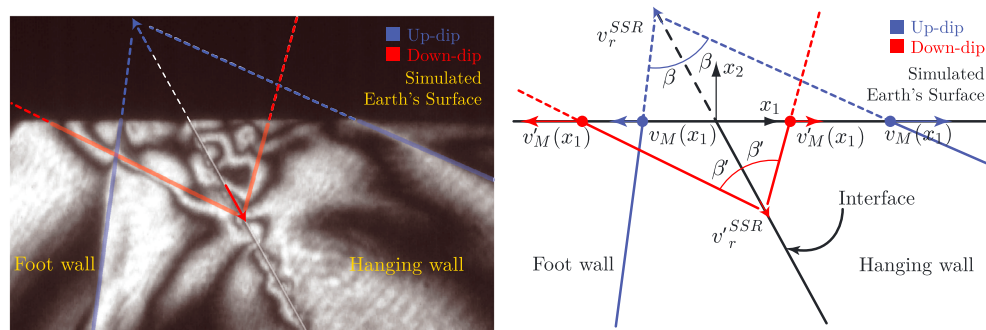 Up-dip
Down-dip
Simulated
Earth's Surface
Foot wall
Hanging wall
v_r^{SSR}
β
β
x_2
Up-dip
Down-dip
Simulated
Earth's Surface
x_1
v'_M(x_1)
v_M(x_1)
v'_M(x_1)
v_M(x_1)
β'
β'
Interface
v'_r^{SSR}
Foot wall
Hanging wall